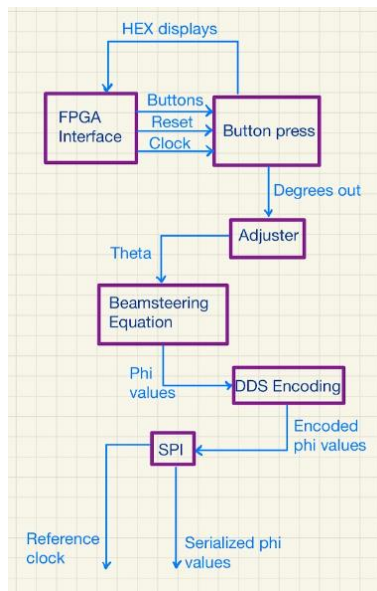 HEX displays
FPGA
Interface
Buttons
Reset
Clock
Button press
Degrees out
Adjuster
Theta
Beamsteering
Equation
Phi
values
DDS Encoding
Encoded
phi values
SPI
Reference
clock
Serialized phi
values